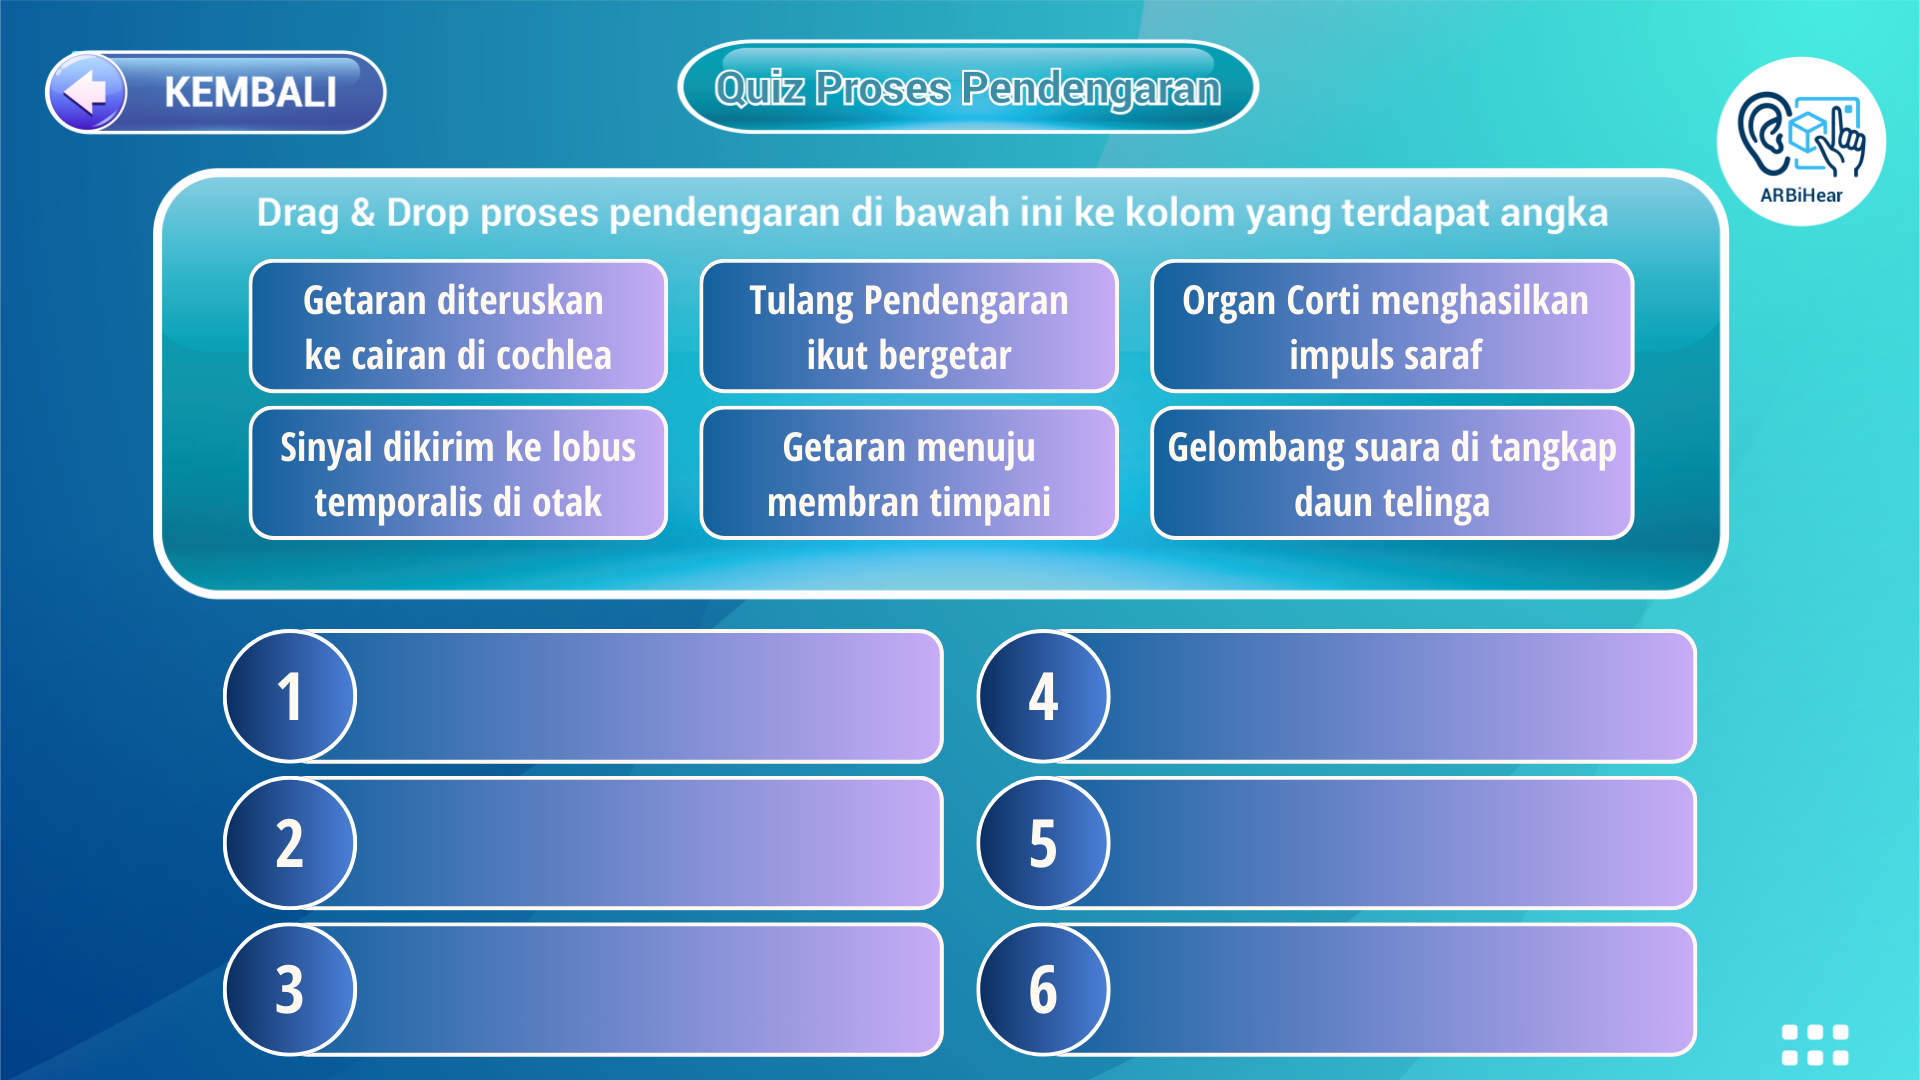 KEMBALI
Quiz Proses Pendengaran
ARBiHear
Drag & Drop proses pendengaran di bawah ini ke kolom yang terdapat angka
Getaran diteruskan
ke cairan di cochlea
Tulang Pendengaran
ikut bergetar
Organ Corti menghasilkan
impuls saraf
Sinyal dikirim ke lobus
temporalis di otak
Getaran menuju
membran timpani
Gelombang suara di tangkap
daun telinga
1
2
3
4
5
6